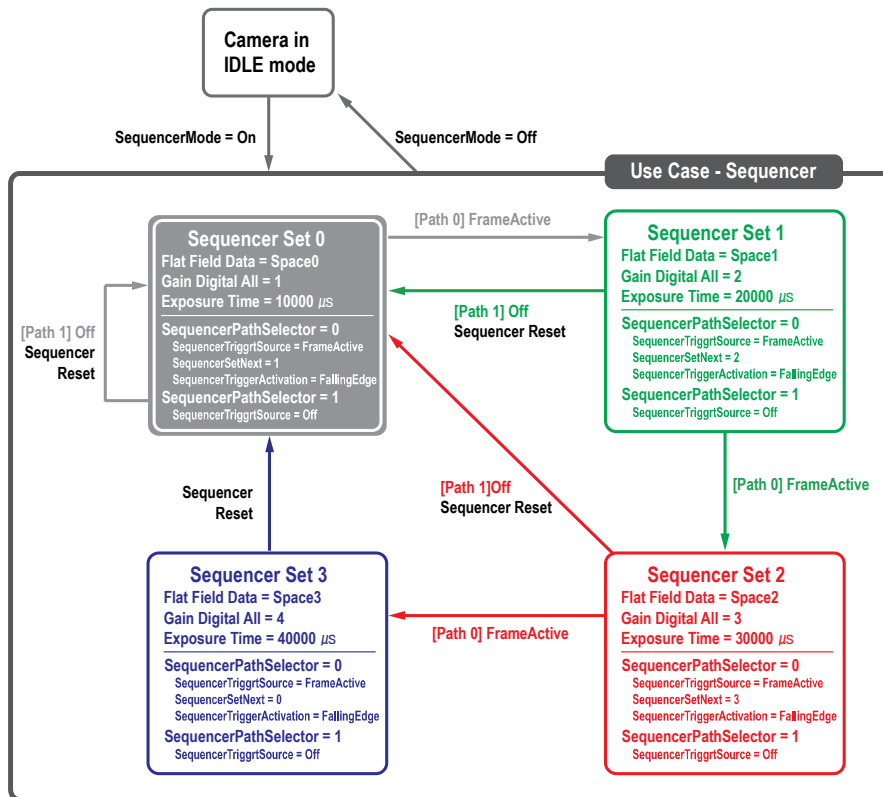 Camera in
IDLE mode
SequencerMode = On
SequencerMode = Off
Use Case - Sequencer
Sequencer Set 0
Flat Field Data = Space0
Gain Digital All = 1
Exposure Time = 10000 µs
SequencerPathSelector = 0
SequencerTriggrtSource = FrameActive
SequencerSetNext = 1
SequencerTriggerActivation = FallingEdge
SequencerPathSelector = 1
SequencerTriggrtSource = Off
[Path 1] Off
Sequencer
Reset
[Path 0] FrameActive
[Path 1] Off
Sequencer Reset
Sequencer Set 1
Flat Field Data = Space1
Gain Digital All = 2
Exposure Time = 20000 µs
SequencerPathSelector = 0
SequencerTriggrtSource = FrameActive
SequencerSetNext = 2
SequencerTriggerActivation = FallingEdge
SequencerPathSelector = 1
SequencerTriggrtSource = Off
[Path 0] FrameActive
[Path 1]Off
Sequencer Reset
Sequencer
Reset
Sequencer Set 3
Flat Field Data = Space3
Gain Digital All = 4
Exposure Time = 40000 µs
SequencerPathSelector = 0
SequencerTriggrtSource = FrameActive
SequencerSetNext = 0
SequencerTriggerActivation = FallingEdge
SequencerPathSelector = 1
SequencerTriggrtSource = Off
[Path 0] FrameActive
Sequencer Set 2
Flat Field Data = Space2
Gain Digital All = 3
Exposure Time = 30000 µs
SequencerPathSelector = 0
SequencerTriggrtSource = FrameActive
SequencerSetNext = 3
SequencerTriggerActivation = FallingEdge
SequencerPathSelector = 1
SequencerTriggrtSource = Off